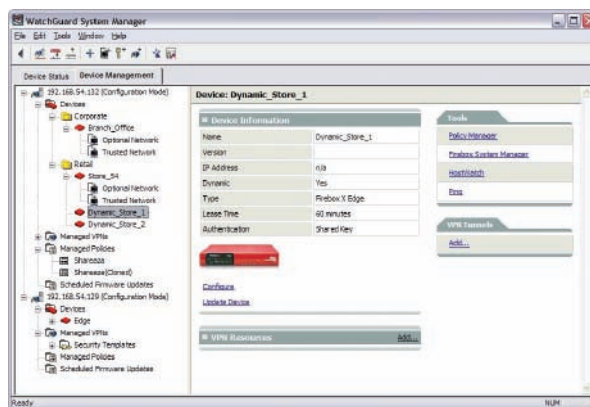 WatchGuard System Manager
File Edit Tools Window Help
Device Status Device Management
192.168.54.132 (Configuration Mode)
Devices
Corporate
Branch_Office
Optional Network
Trusted Network
Retail
Store_54
Optional Network
Trusted Network
Dynamic_Store_1
Dynamic_Store_2
Managed VPNs
Managed Policies
Shareaza
Shareaza(Cloned)
Scheduled Firmware Updates
192.168.54.129 (Configuration Mode)
Devices
Edge
Managed VPNs
Security Templates
Managed Policies
Scheduled Firmware Updates
Device: Dynamic_Store_1
Device Information
Name Dynamic_Store_1
Version
IP Address n/a
Dynamic Yes
Type Firebox X Edge
Lease Time 60 minutes
Authentication Shared Key
Configure
Update Device
VPN Resources Add...
Tools
Policy Manager
Firebox System Manager
HostWatch
Ping
VPN Tunnels
Add...
Ready NUM